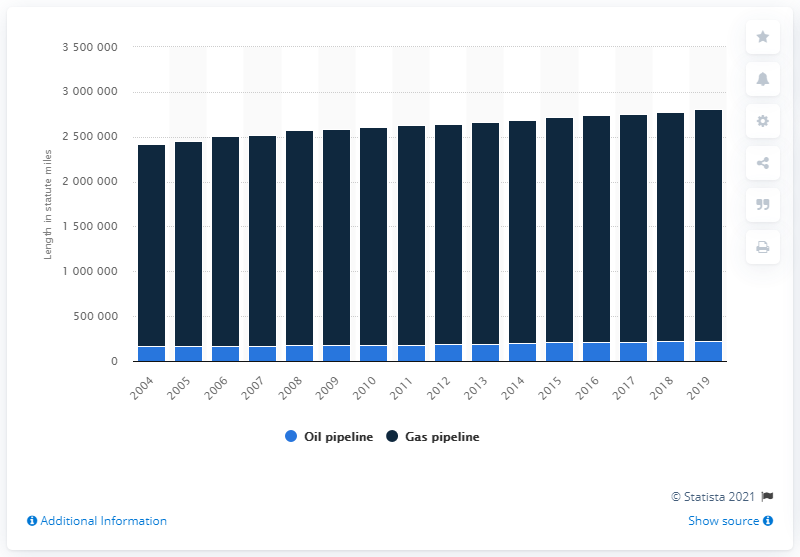 3 500 000
3 000 000
2 500 000
2 000 000
1 500 000
1 000 000
500 000
0
Length in statute miles
2004 2005 2006 2007 2008 2009 2010 2011 2012 2013 2014 2015 2016 2017 2018 2019
Oil pipeline Gas pipeline
© Statista 2021
Additional Information Show source